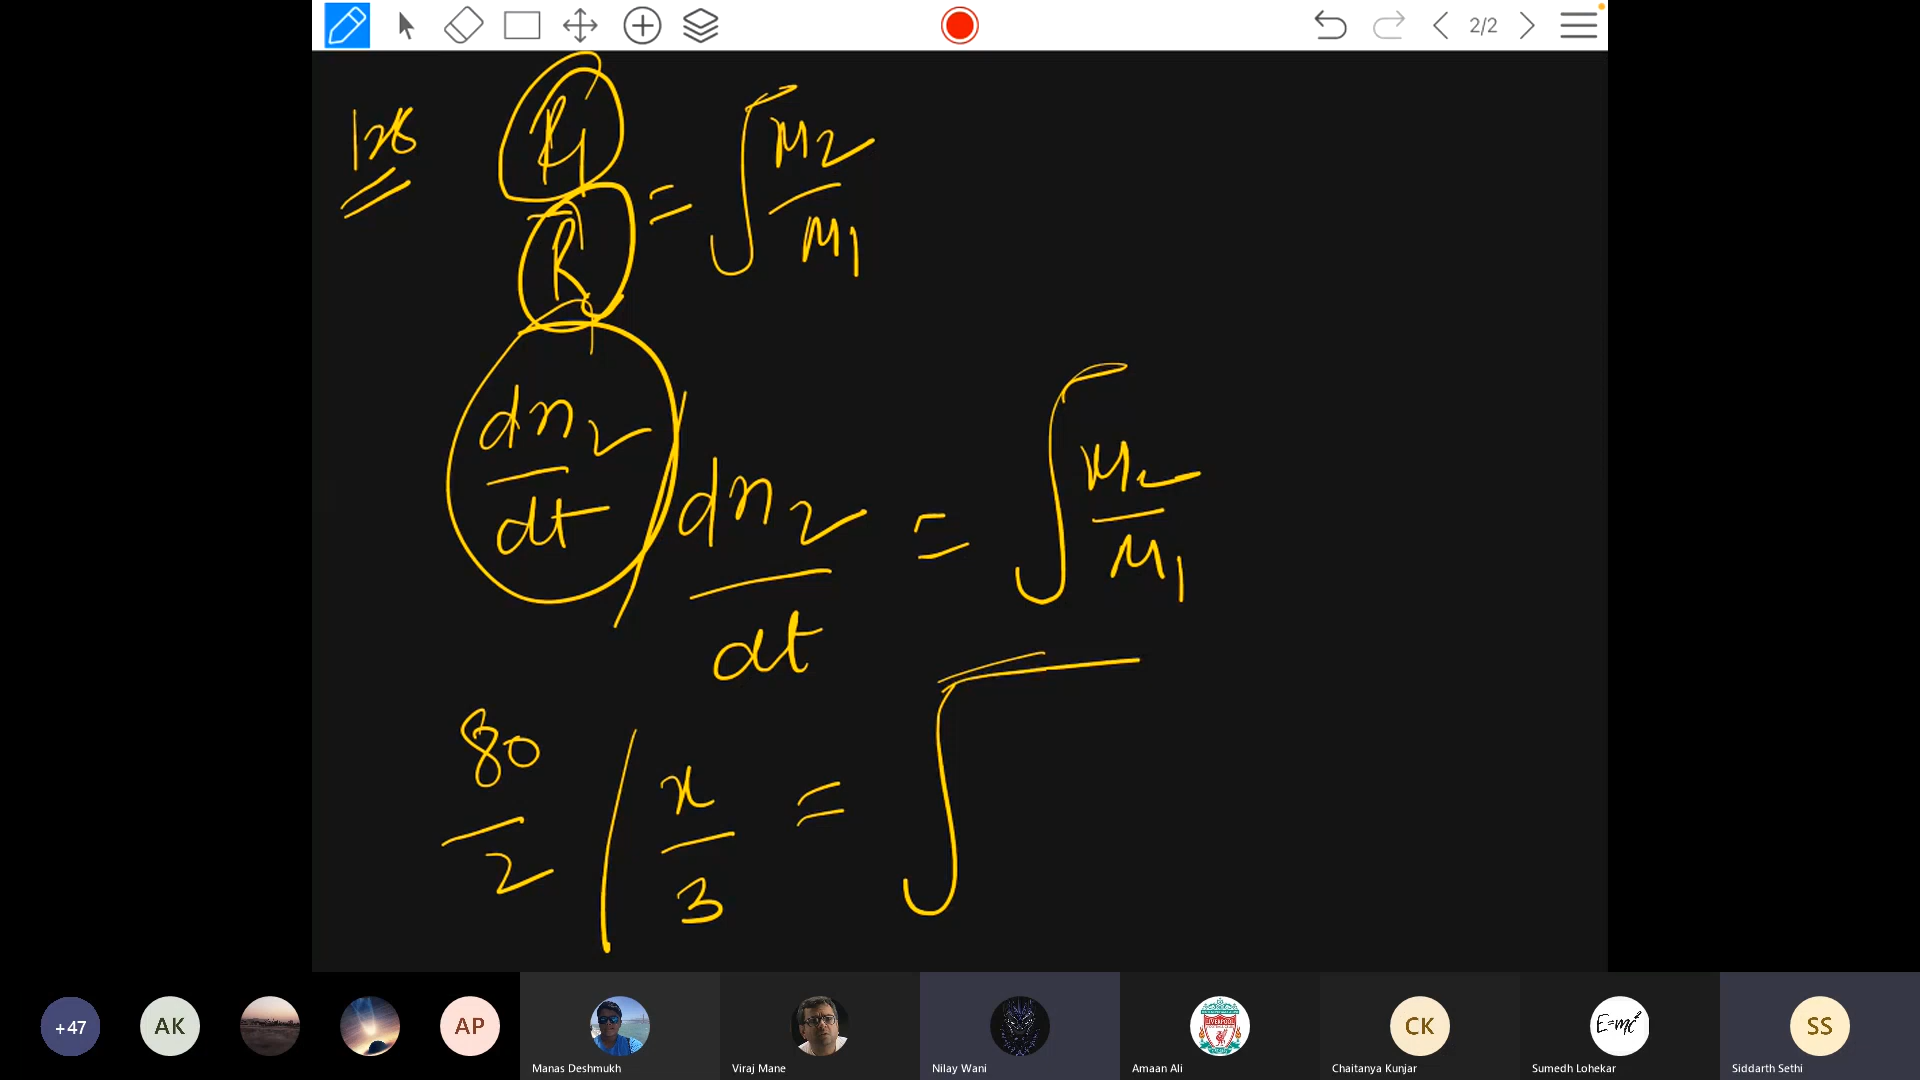 2/2
128
R1
R2 = √ M2 / M1
dn2 / dt / dn2 / dt = √ M2 / M1
80 / 2 / x / 3 = √
+47
AK
AP
Manas Deshmukh
Viraj Mane
Nilay Wani
LIVERPOOL
Amaan Ali
CK
Chaitanya Kunjar
E=mc²
Sumedh Lohekar
SS
Siddarth Sethi